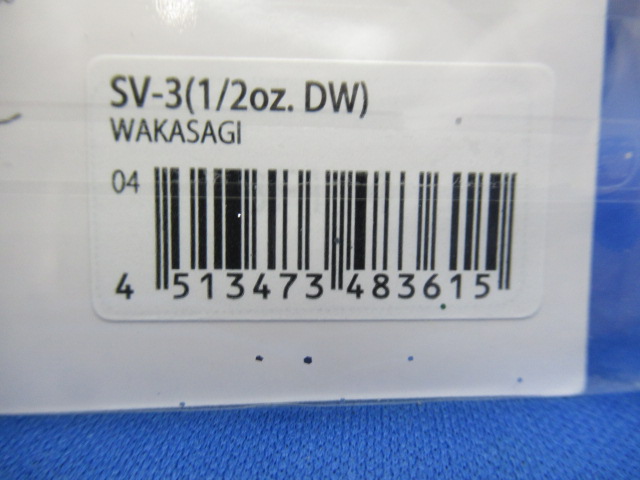 SV-3(1/2oz. DW)
WAKASAGI
04
4 513473 483615